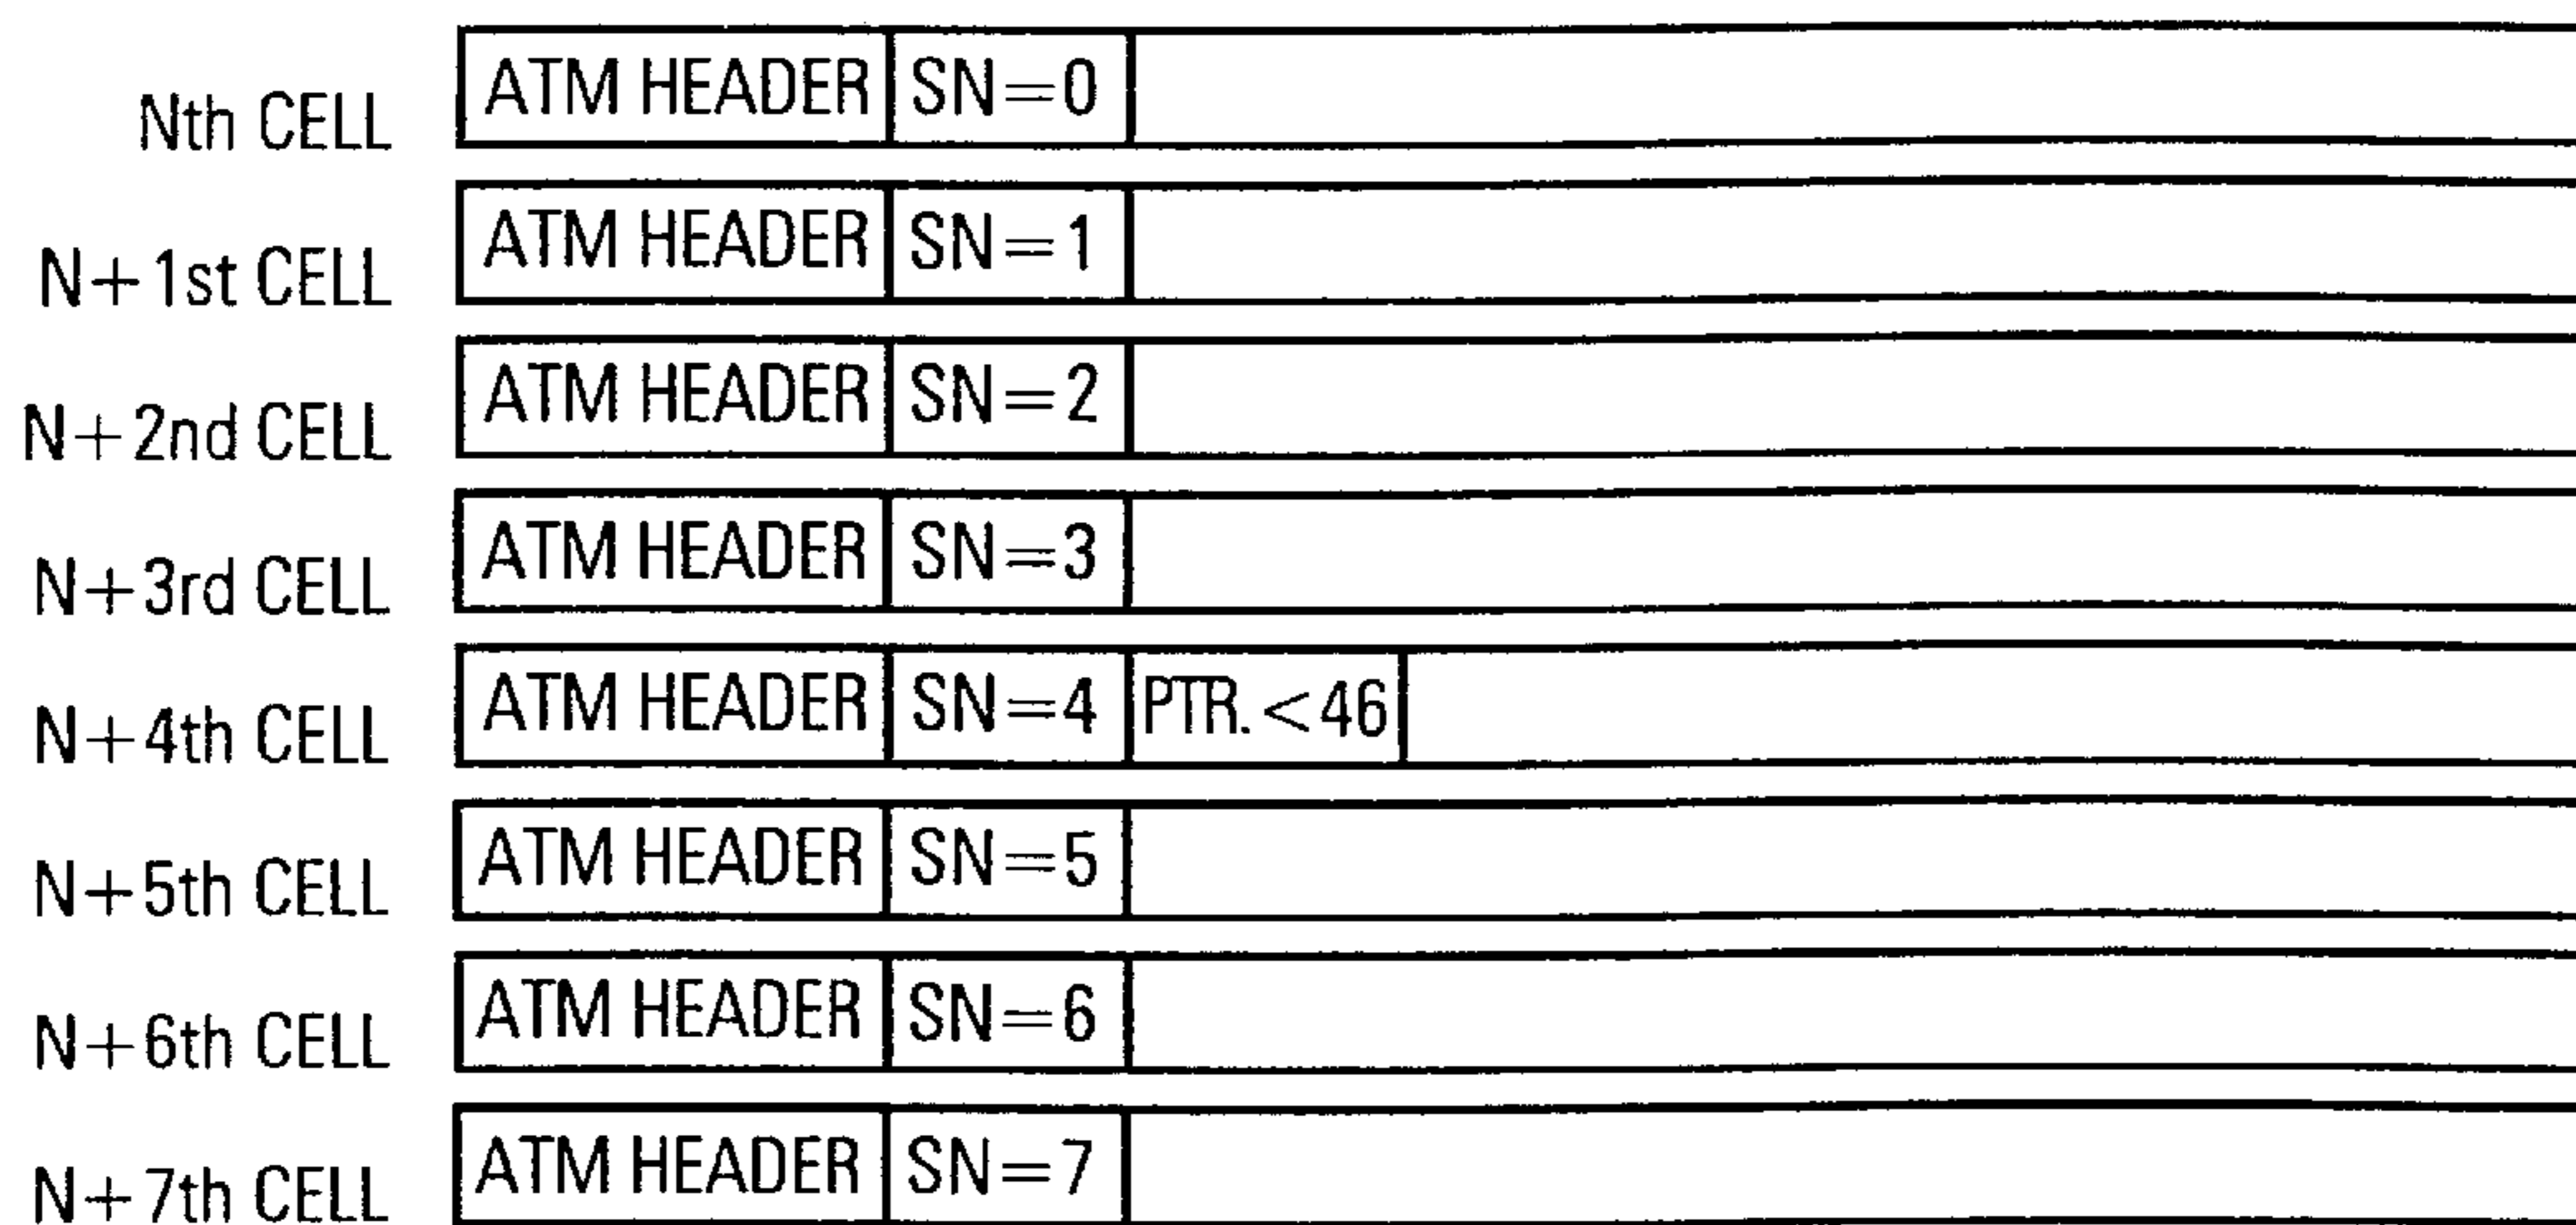 Nth CELL ATM HEADER SN=0
N+1st CELL ATM HEADER SN=1
N+2nd CELL ATM HEADER SN=2
N+3rd CELL ATM HEADER SN=3
N+4th CELL ATM HEADER SN=4 PTR.<46
N+5th CELL ATM HEADER SN=5
N+6th CELL ATM HEADER SN=6
N+7th CELL ATM HEADER SN=7